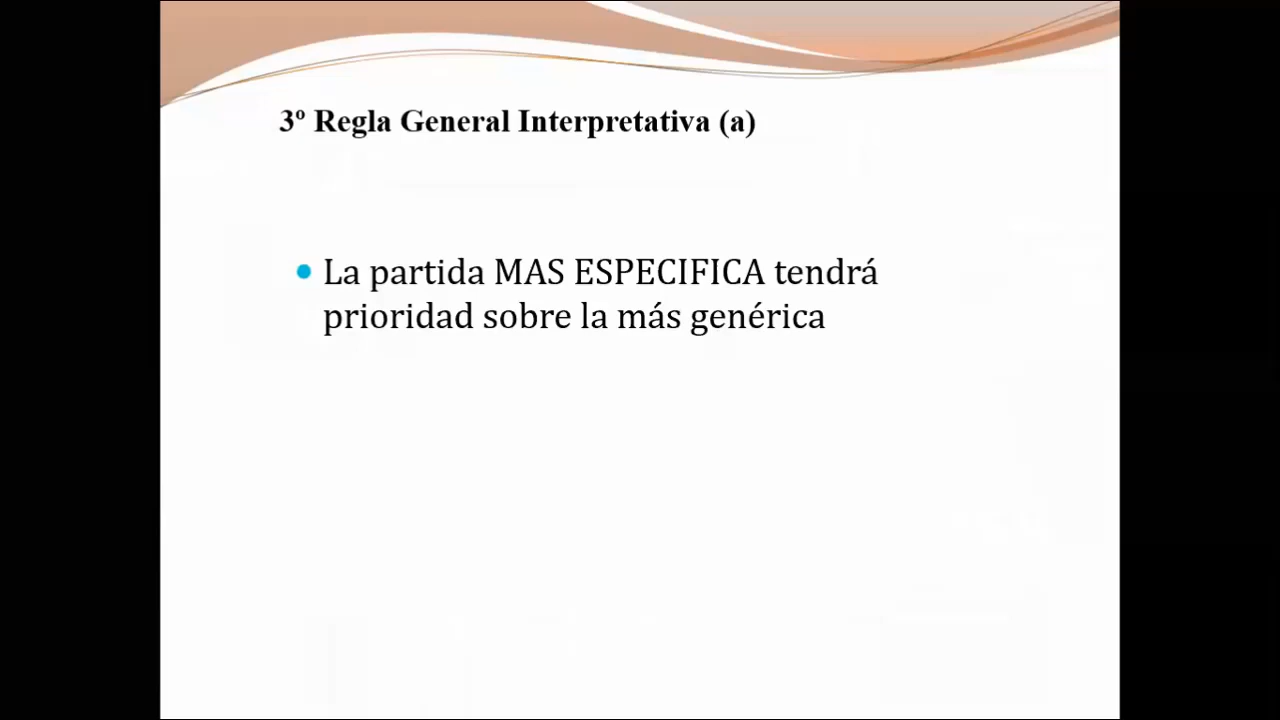 3º Regla General Interpretativa (a)
La partida MAS ESPECIFICA tendrá
prioridad sobre la más genérica